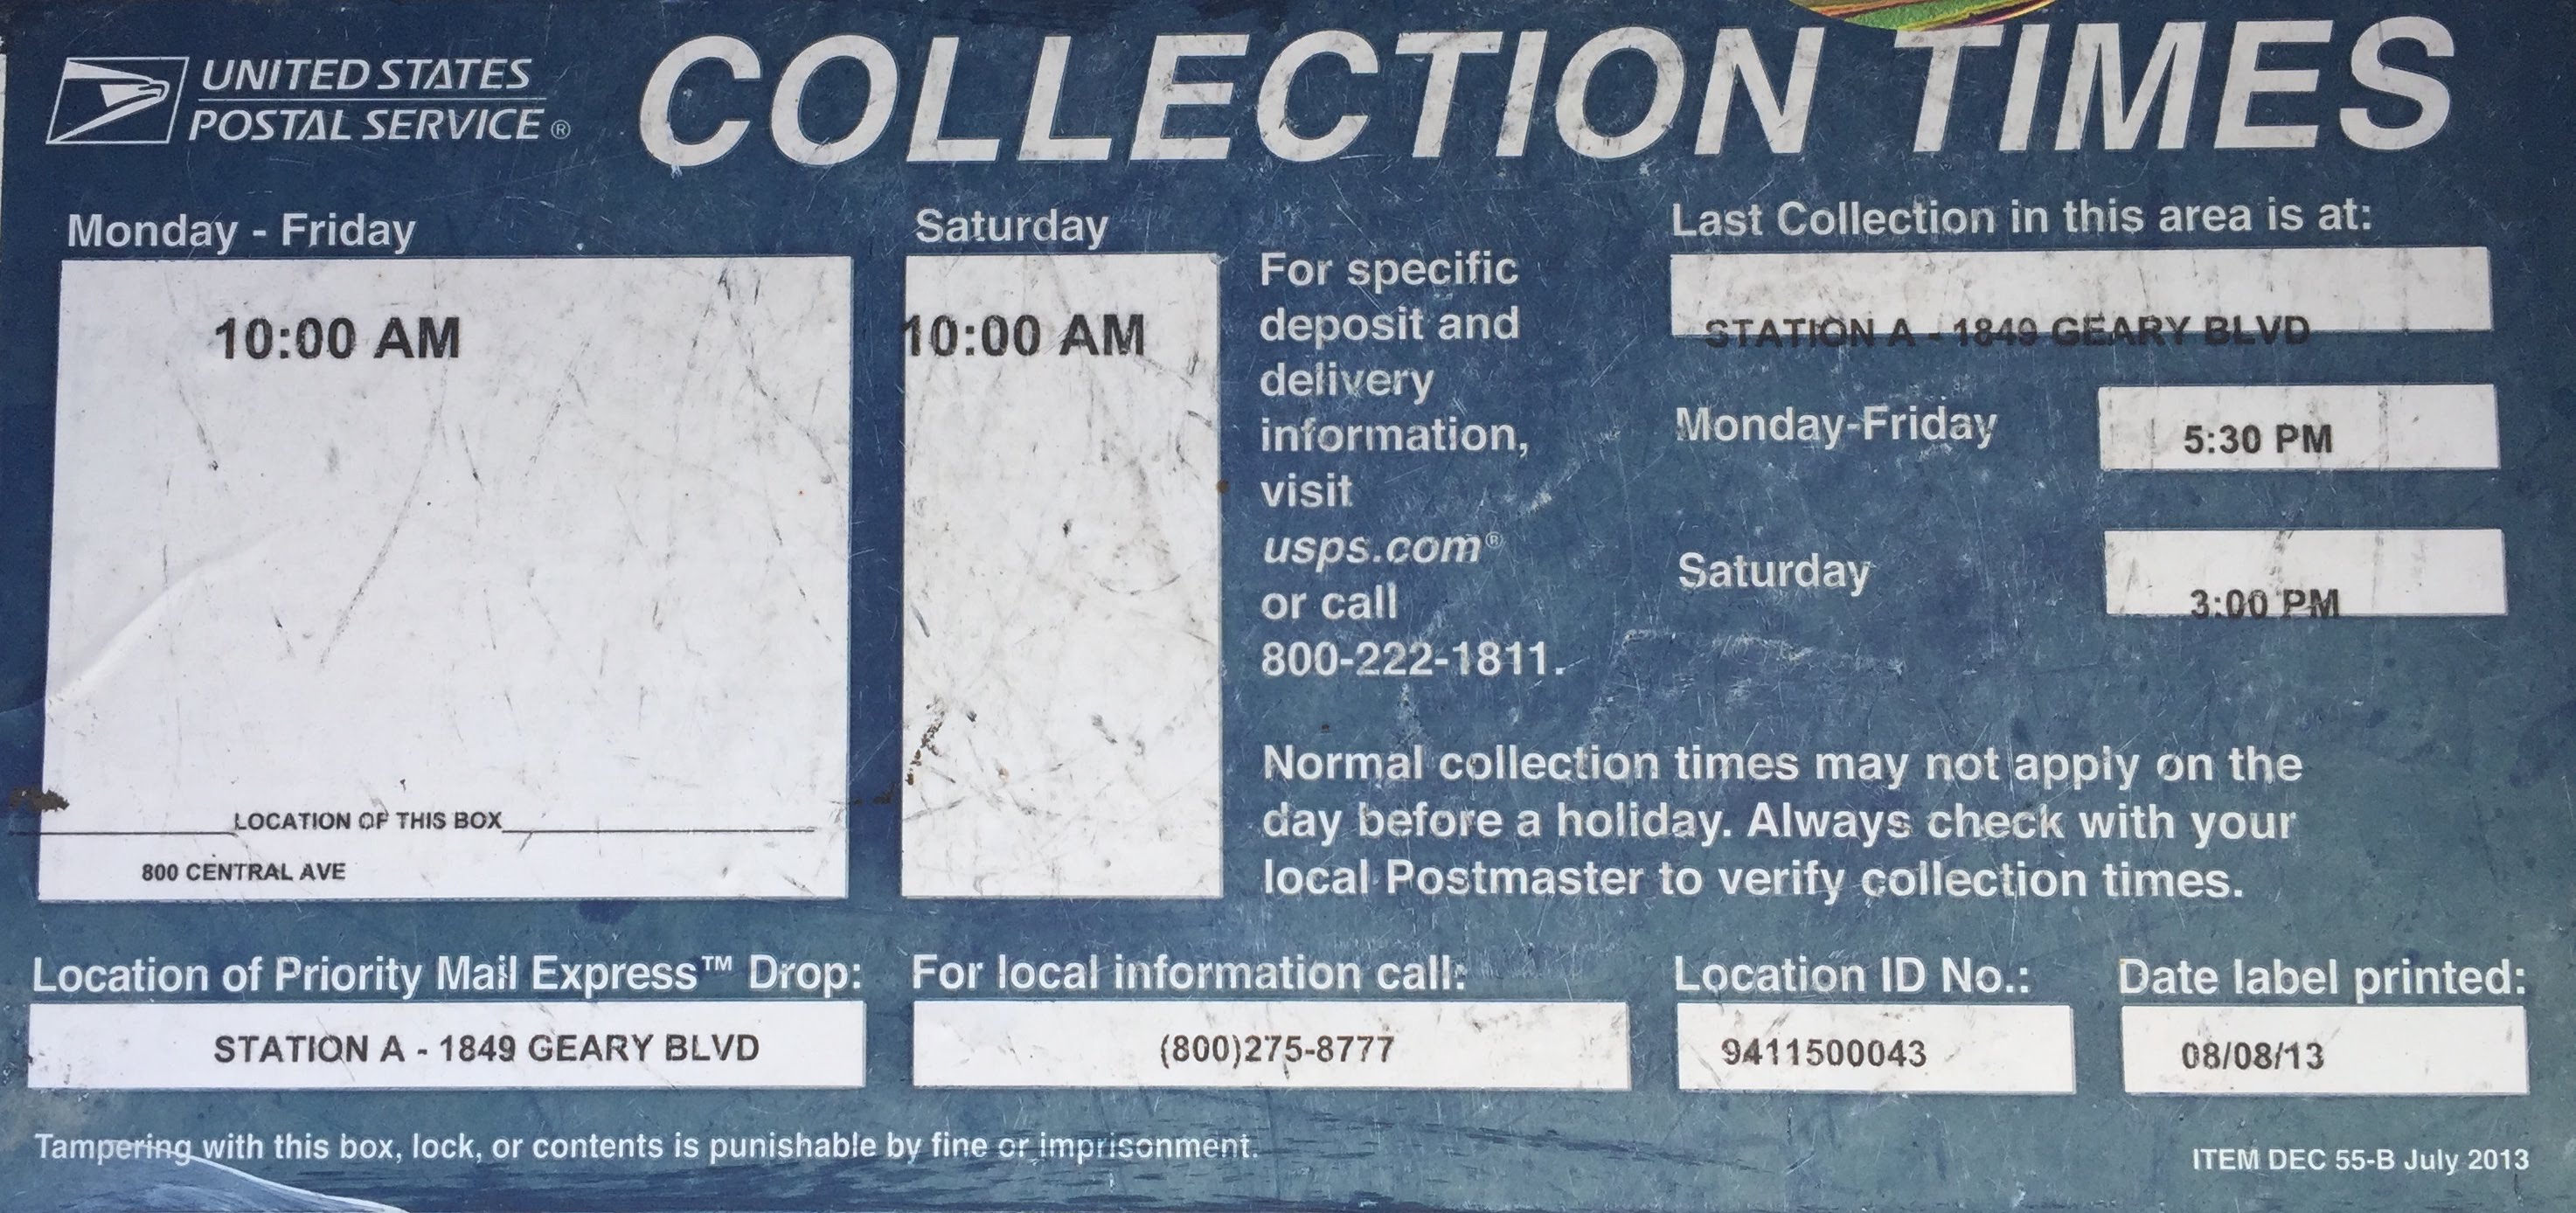 UNITED STATES
POSTAL SERVICE®
COLLECTION TIMES
Monday - Friday
10:00 AM
LOCATION OF THIS BOX
800 CENTRAL AVE
Saturday
10:00 AM
For specific
deposit and
delivery
information,
visit
usps.com®
or call
800-222-1811.
Last Collection in this area is at:
STATION A - 1849 GEARY BLVD
Monday-Friday
5:30 PM
Saturday
3:00 PM
Normal collection times may not apply on the
day before a holiday. Always check with your
local Postmaster to verify collection times.
Location of Priority Mail Express™ Drop:
STATION A - 1849 GEARY BLVD
For local information call:
(800)275-8777
Location ID No.:
9411500043
Date label printed:
08/08/13
Tampering with this box, lock, or contents is punishable by fine or imprisonment.
ITEM DEC 55-B July 2013